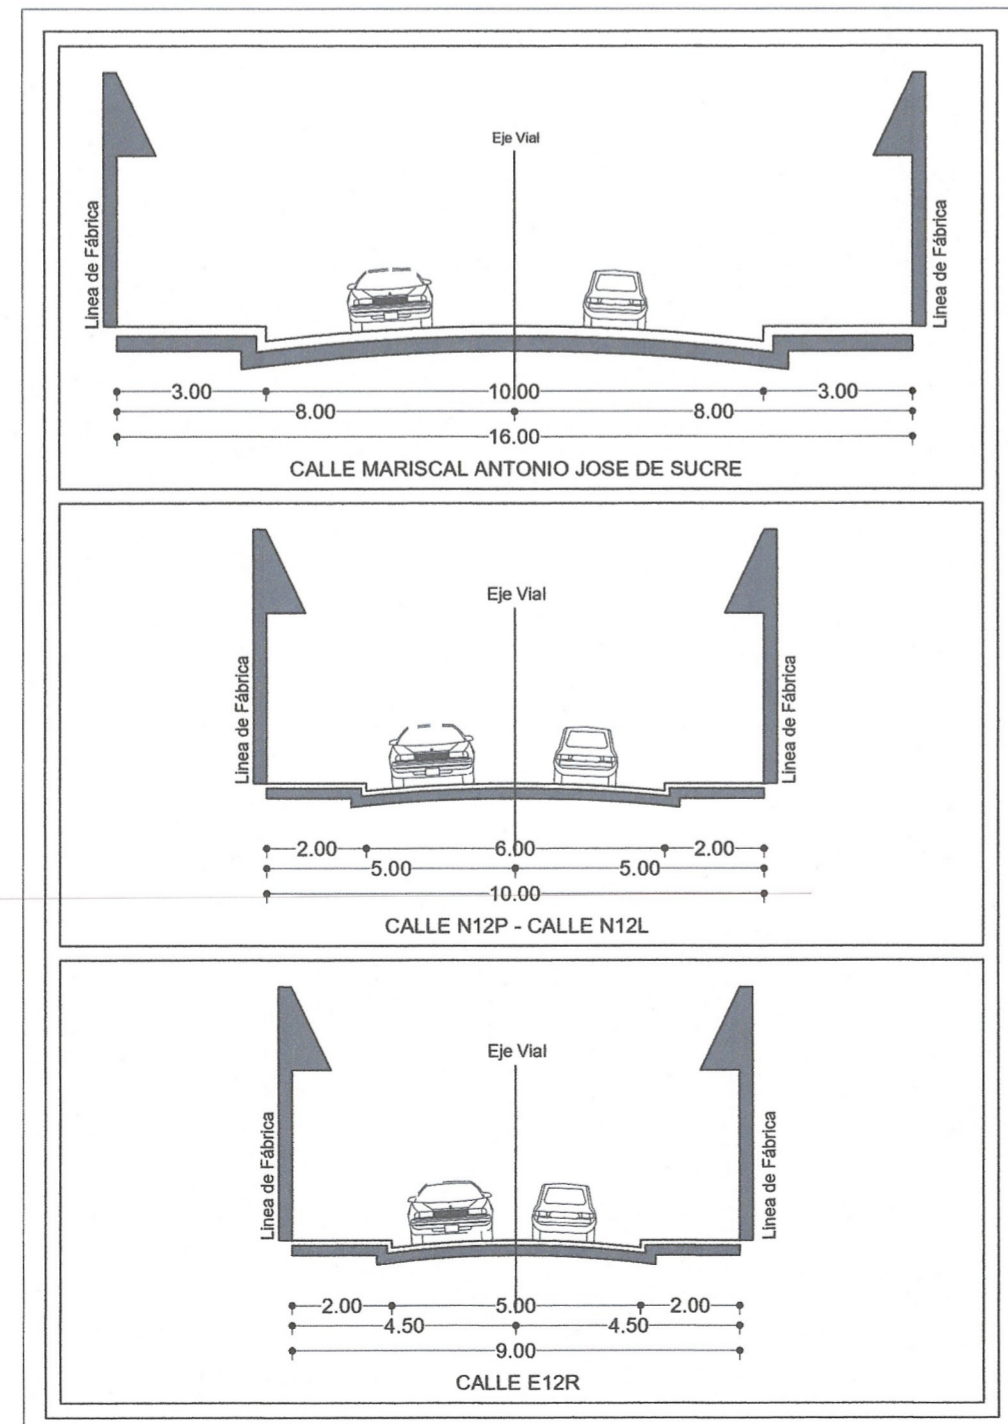 Eje Vial
Linea de Fábrica
Linea de Fábrica
3.00 10.00 3.00
8.00 8.00
16.00
CALLE MARISCAL ANTONIO JOSE DE SUCRE
Eje Vial
Linea de Fábrica
Linea de Fábrica
2.00 6.00 2.00
5.00 5.00
10.00
CALLE N12P - CALLE N12L
Eje Vial
Linea de Fábrica
Linea de Fábrica
2.00 5.00 2.00
4.50 4.50
9.00
CALLE E12R